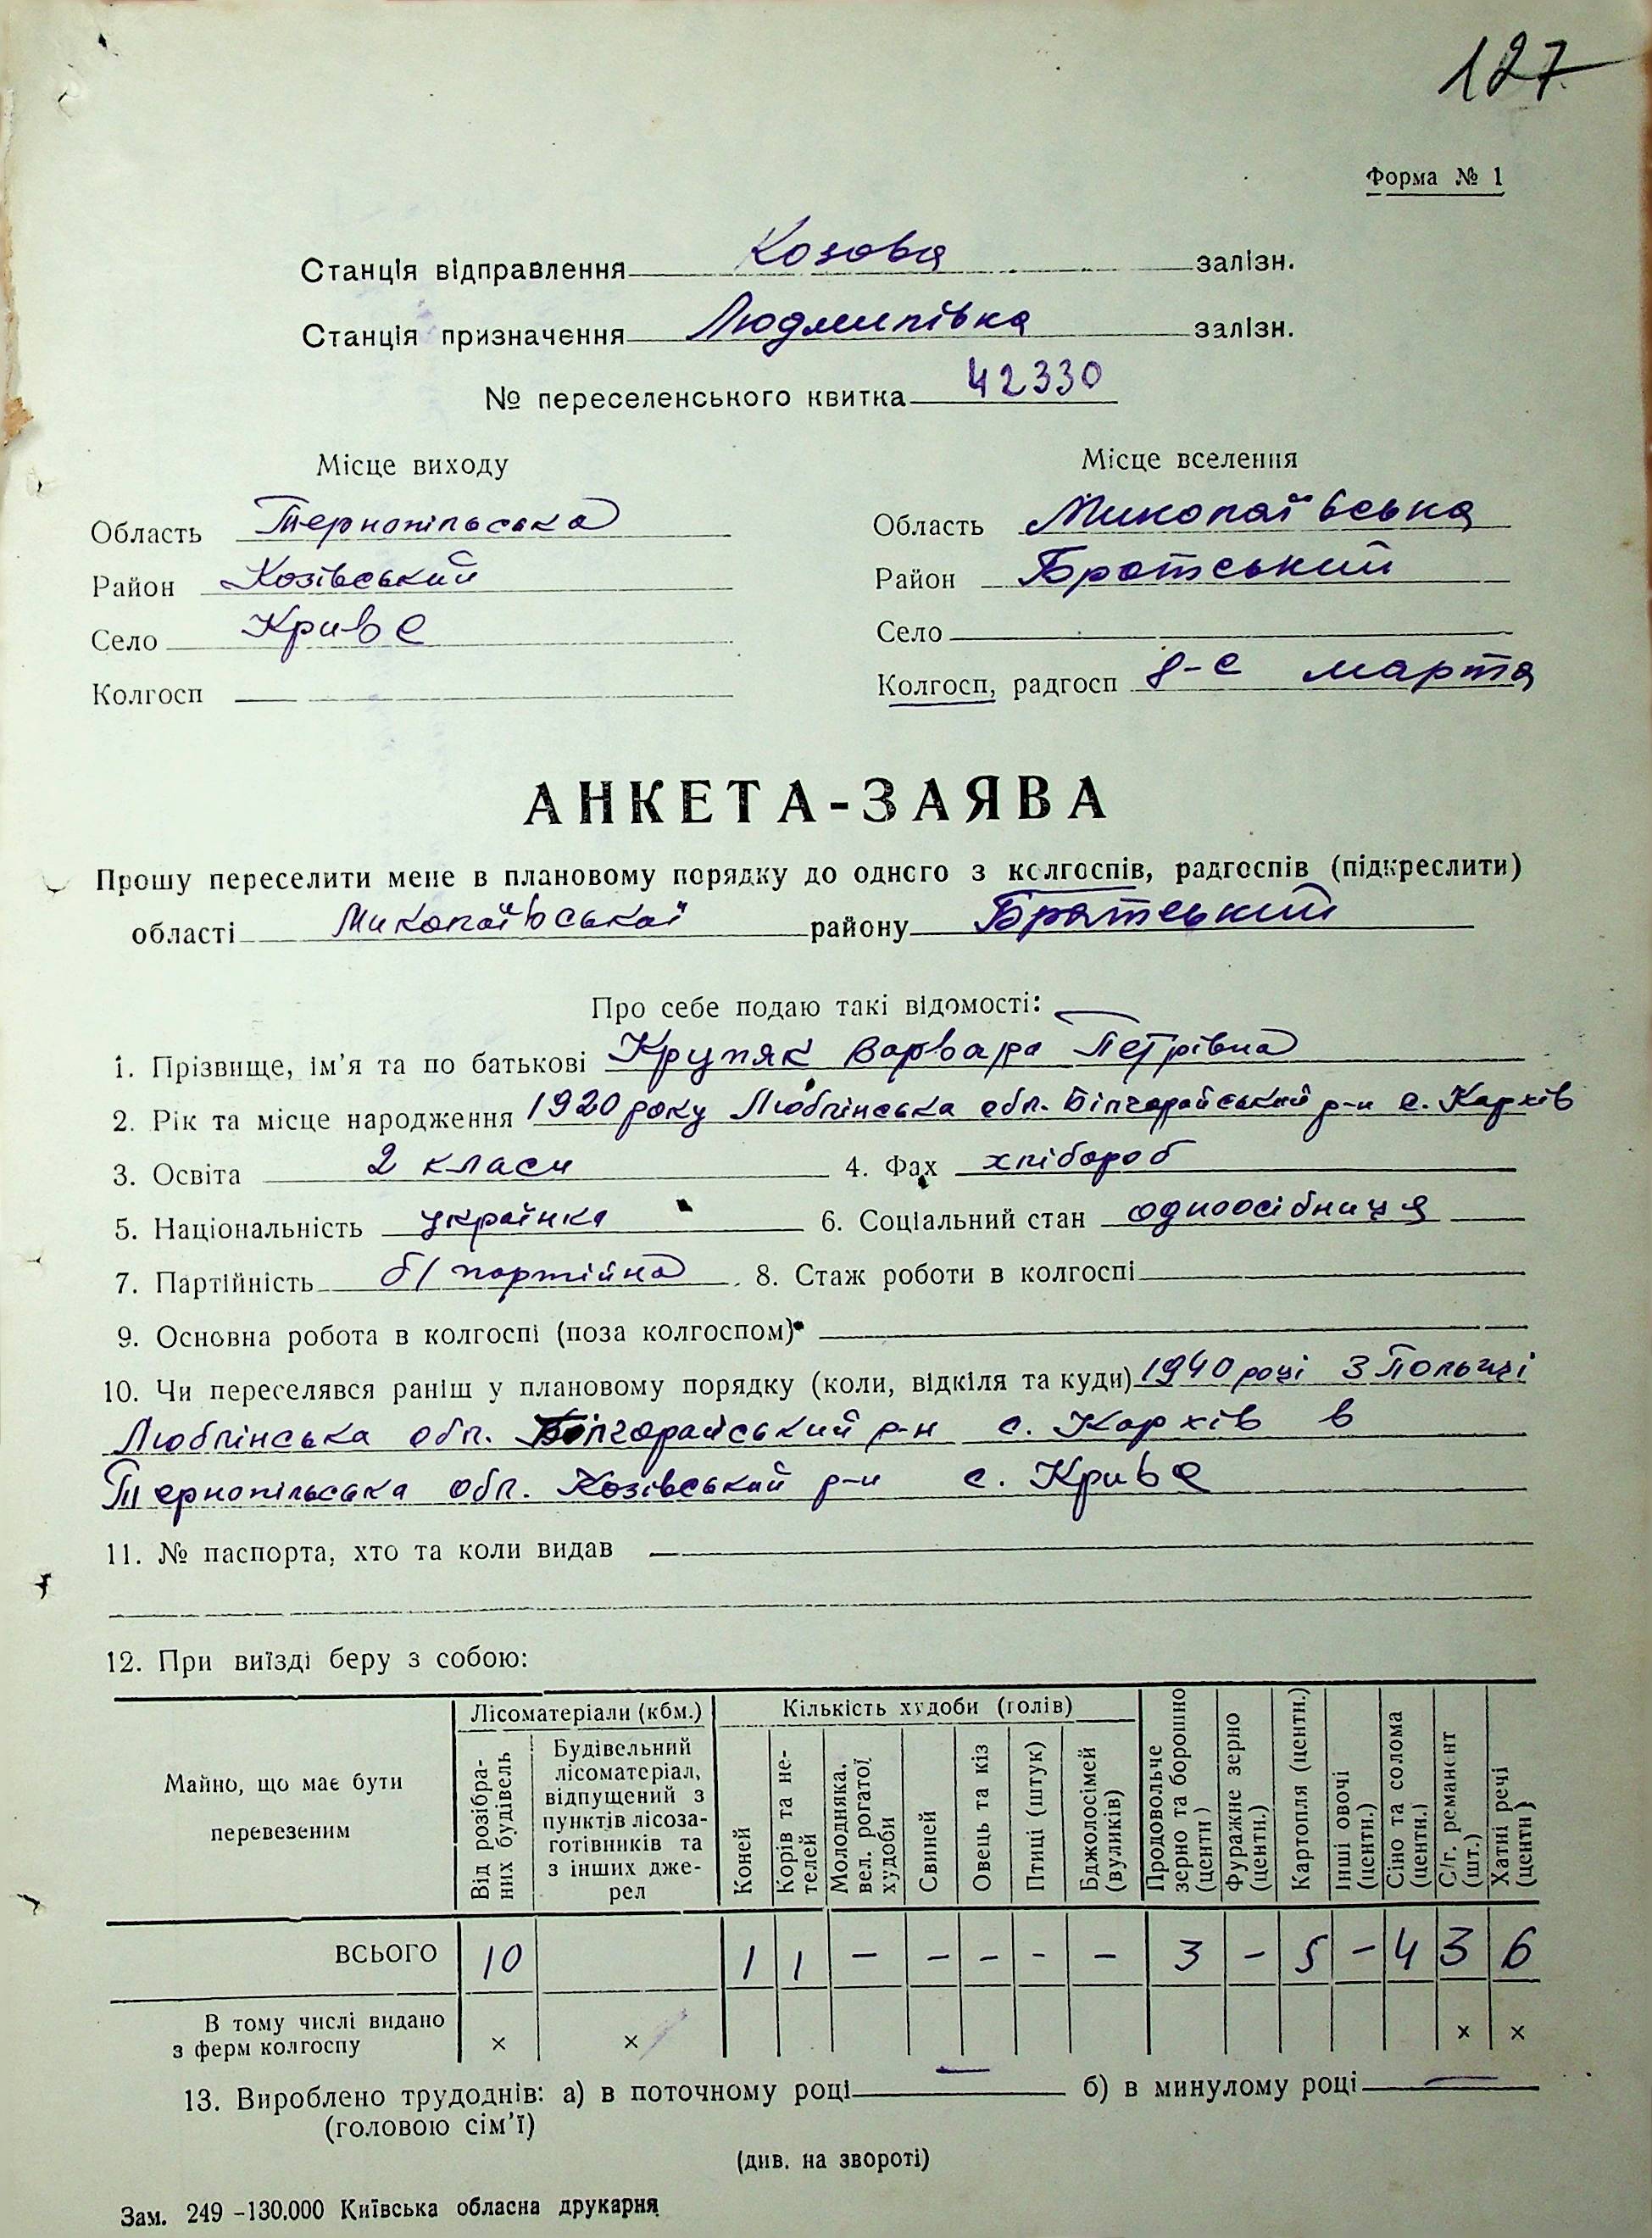 127
Форма № 1
Станція відправлення Козова залізн.
Станція призначення Людмилівка залізн.
№ переселенського квитка 42330
Місце виходу
Місце вселення
Область Тернопільська
Область Миколаївська
Район Козівський
Район Братський
Село Криве
Село
Колгосп
Колгосп, радгосп 8-е марта
АНКЕТА-ЗАЯВА
Прошу переселити мене в плановому порядку до одного з колгоспів, радгоспів (підкреслити)
області Миколаївської району Братський
Про себе подаю такі відомості:
1. Прізвище, ім'я та по батькові Крупяк Варвара Петрівна
2. Рік та місце народження 1920 року Люблінська обл. Білгорайський р-н с. Кархів
3. Освіта 2 класи 4. Фах хлібороб
5. Національність українка 6. Соціальний стан одноосібниця
7. Партійність б/партійна 8. Стаж роботи в колгоспі
9. Основна робота в колгоспі (поза колгоспом)
10. Чи переселявся раніш у плановому порядку (коли, відкіля та куди) 1940 році З Польщі
Люблінська обл. Білгорайський р-н с. Кархів в
Тернопільська обл. Козівський р-н с. Криве
11. № паспорта, хто та коли видав
12. При виїзді беру з собою:
Майно, що має бути перевезеним
Лісоматеріали (кбм.)
Від розібраних будівель
Будівельний лісоматеріал, відпущений з пунктів лісозаготівників та з інших джерел
Кількість худоби (голів)
Коней
Корів та нетелей
Молодняка, вел. рогатої худоби
Свиней
Овець та кіз
Птиці (штук)
Бджолосімей (вуликів)
Продовольче зерно та борошно (центн)
Фуражне зерно (центн.)
Картопля (центн.)
Інші овочі (центн.)
Сіно та солома (центн.)
С/г. реманент (шт.)
Хатні речі (центн)
ВСЬОГО 10 1 1 – – – – – 3 – 5 – 4 3 6
В тому числі видано
з ферм колгоспу × × × ×
13. Вироблено трудоднів: а) в поточному році — б) в минулому році —
(головою сім'ї)
(див. на звороті)
Зам. 249 –130.000 Київська обласна друкарня